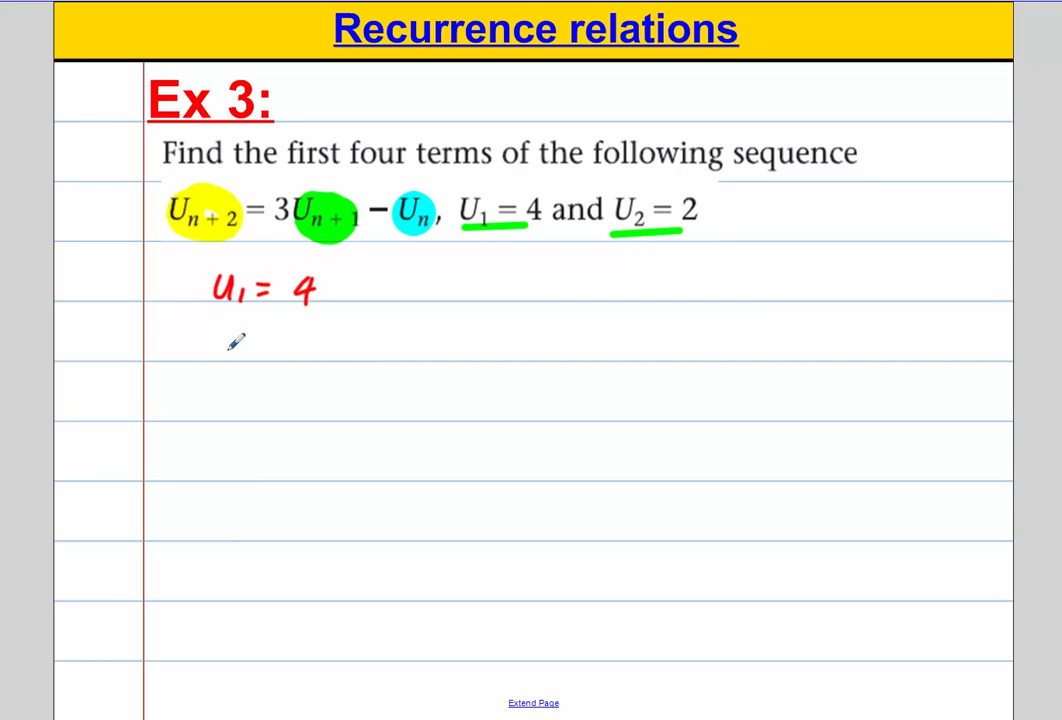 Recurrence relations
Ex 3:
Find the first four terms of the following sequence
Uₙ₊₂ = 3Uₙ₊₁ − Uₙ, U₁ = 4 and U₂ = 2
u₁ = 4
Extend Page